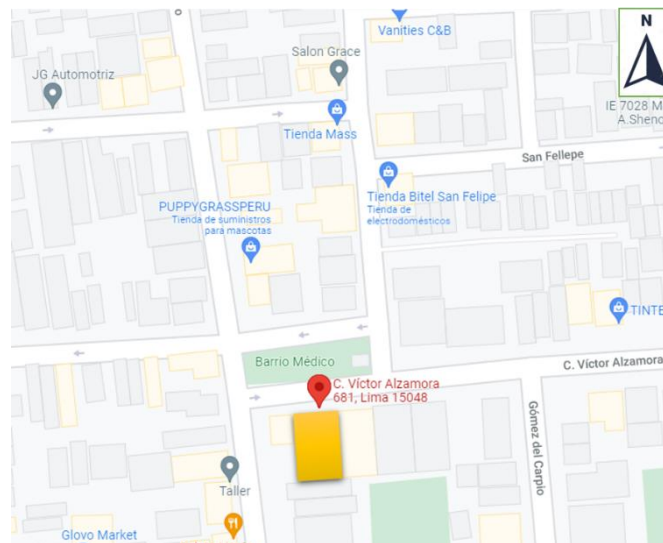 Vanities C&B
N
Salon Grace
JG Automotriz
IE 7028 M
A.Shenc
Tienda Mass
San Fellepe
Tienda Bitel San Felipe
Tienda de
electrodomésticos
PUPPYGRASSPERU
Tienda de suministros
para mascotas
TINTE
Barrio Médico
C. Víctor Alzamora
C. Víctor Alzamora
681, Lima 15048
Gómez del Carpio
Taller
Glovo Market